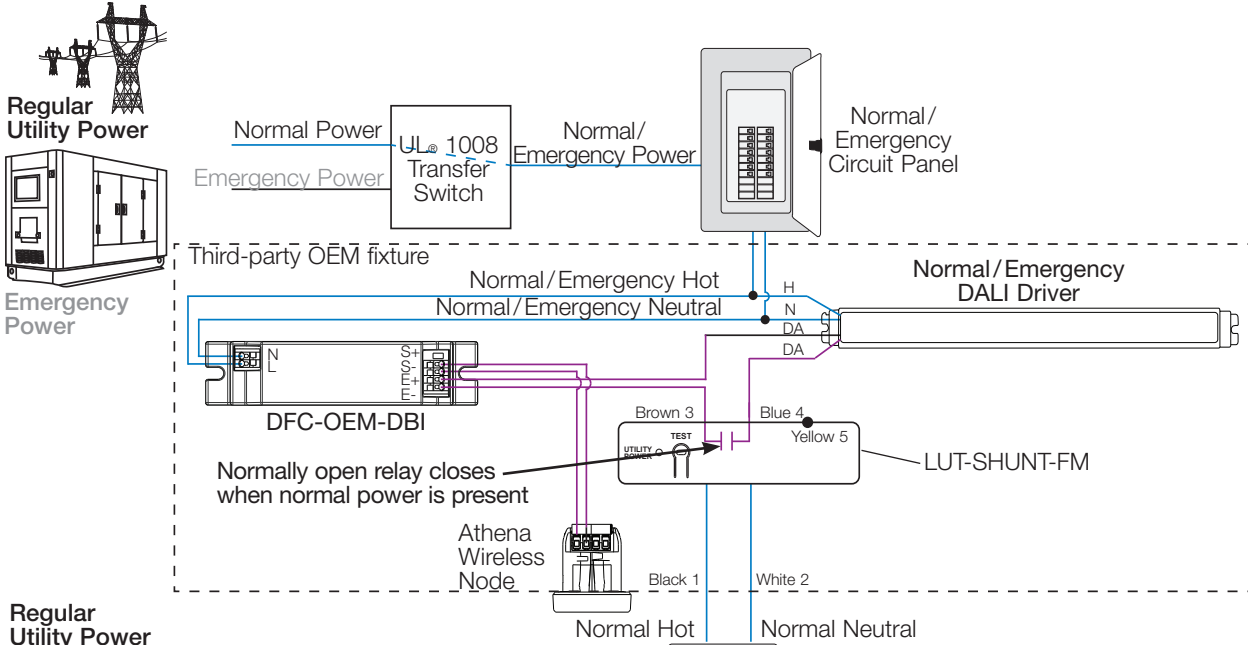 Regular
Utility Power
Normal Power
Emergency Power
UL® 1008
Transfer
Switch
Normal/
Emergency Power
Normal/
Emergency
Circuit Panel
Emergency
Power
Third-party OEM fixture
Normal/Emergency Hot
Normal/Emergency Neutral
H
N
DA
DA
Normal/Emergency
DALI Driver
N
L
S+
S-
E+
E-
DFC-OEM-DBI
Brown 3
Blue 4
Yellow 5
TEST
UTILITY
POWER
LUT-SHUNT-FM
Normally open relay closes
when normal power is present
Athena
Wireless
Node
Black 1
White 2
Regular
Utility Power
Normal Hot
Normal Neutral